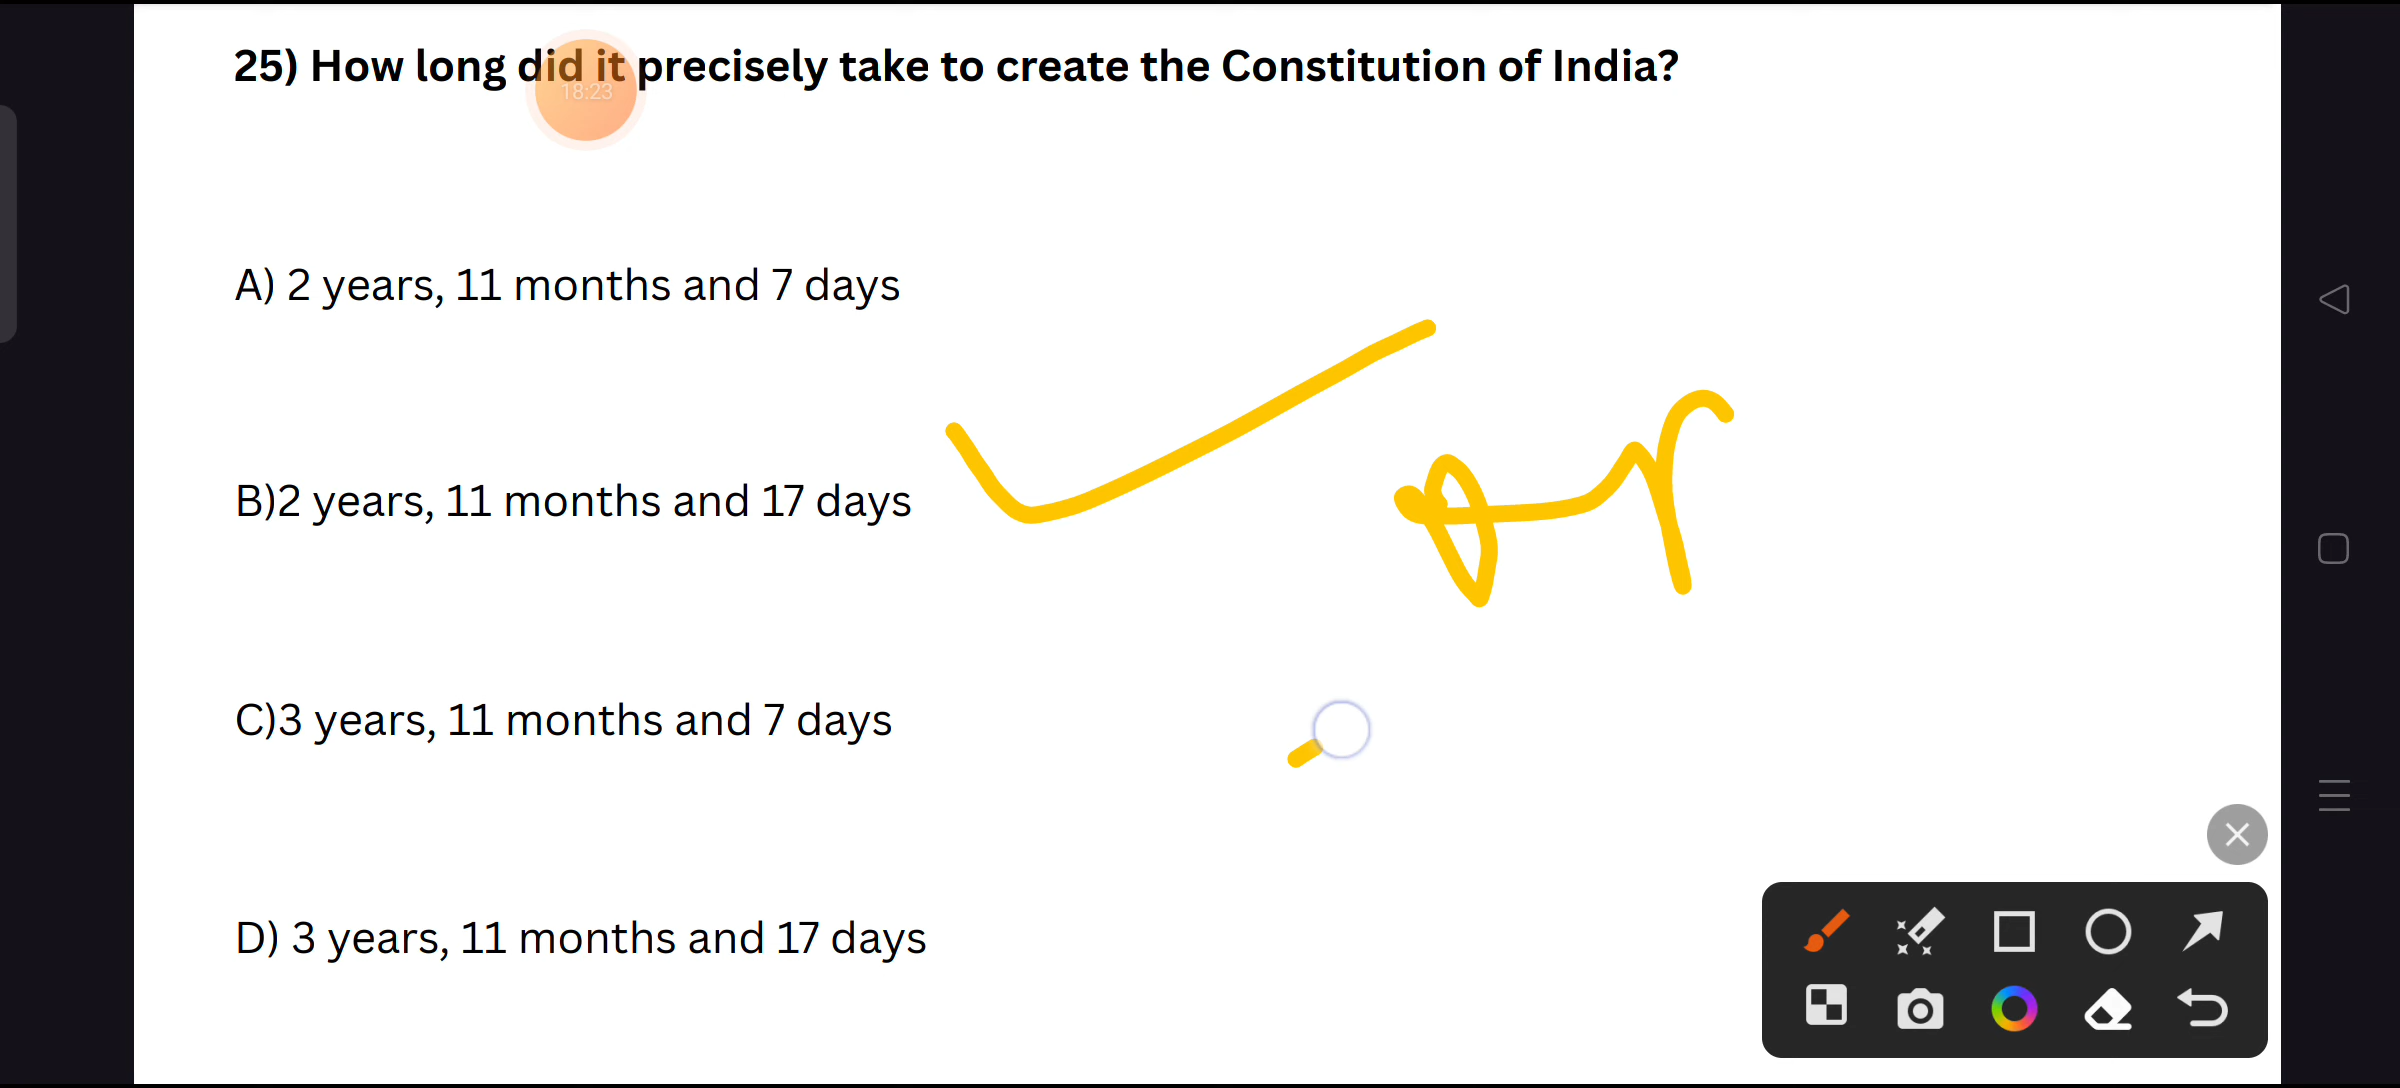 25) How long did it precisely take to create the Constitution of India?
18:23
A) 2 years, 11 months and 7 days
B)2 years, 11 months and 17 days
C)3 years, 11 months and 7 days
D) 3 years, 11 months and 17 days